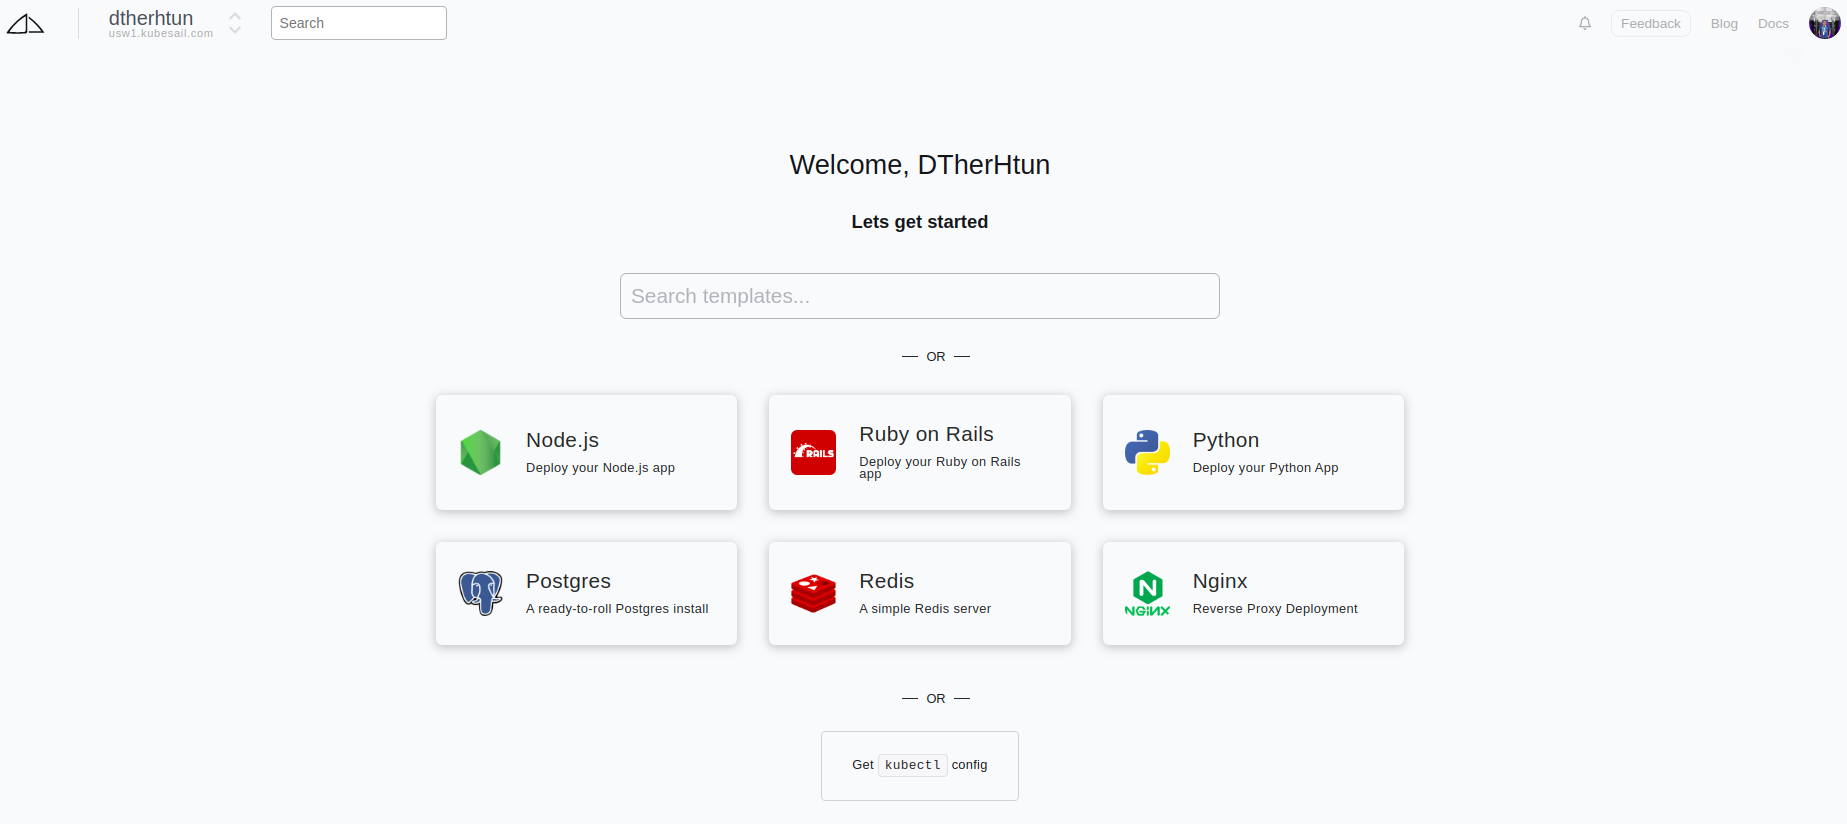 dtherhtun
usw1.kubesail.com
Search
Feedback
Blog
Docs
Welcome, DTherHtun
Lets get started
Search templates...
OR
Node.js
Deploy your Node.js app
RAILS
Ruby on Rails
Deploy your Ruby on Rails
app
Python
Deploy your Python App
Postgres
A ready-to-roll Postgres install
Redis
A simple Redis server
N
NGINX
Nginx
Reverse Proxy Deployment
OR
Get kubectl config